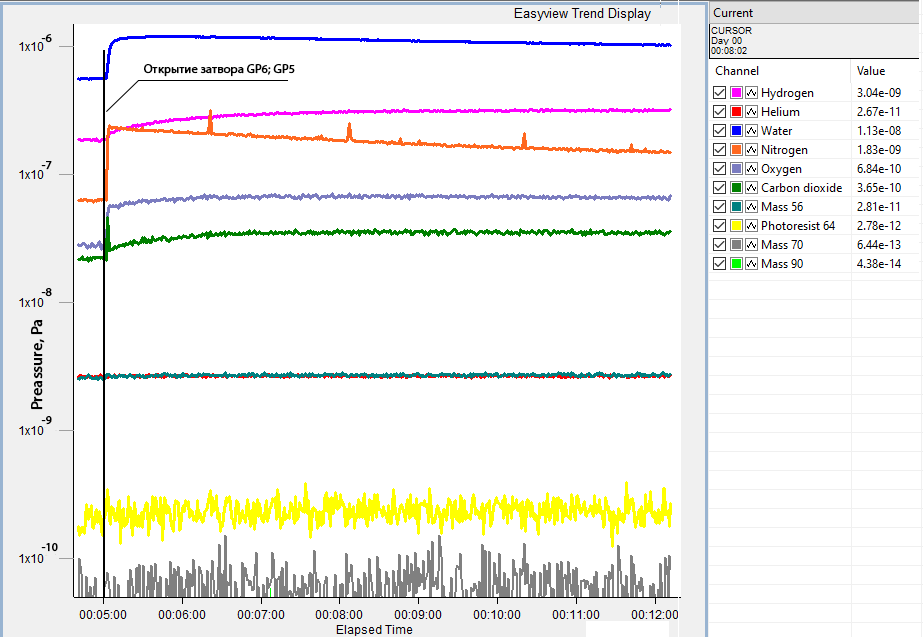 Easyview Trend Display
1x10-6
Открытие затвора GP6; GP5
1x10-7
1x10-8
Preassure, Pa
1x10-9
1x10-10
00:05:00 00:06:00 00:07:00 00:08:00 00:09:00 00:10:00 00:11:00 00:12:00
Elapsed Time
Current
CURSOR
Day 00
00:08:02
Channel Value
Hydrogen 3.04e-09
Helium 2.67e-11
Water 1.13e-08
Nitrogen 1.83e-09
Oxygen 6.84e-10
Carbon dioxide 3.65e-10
Mass 56 2.81e-11
Photoresist 64 2.78e-12
Mass 70 6.44e-13
Mass 90 4.38e-14